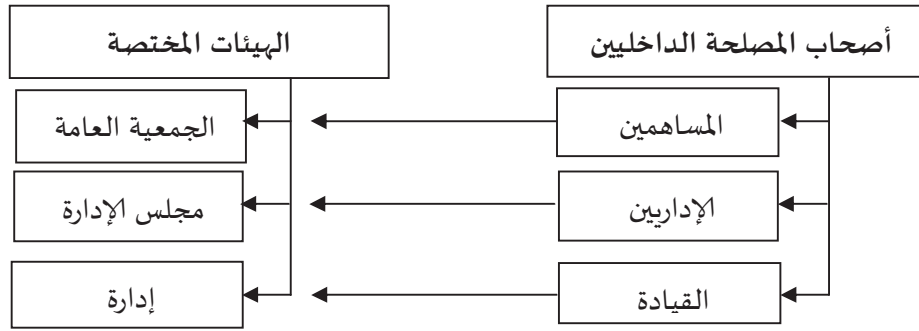 أصحاب المصلحة الداخليين
الهيئات المختصة
المساهمين
الجمعية العامة
الإداريين
مجلس الإدارة
القيادة
إدارة